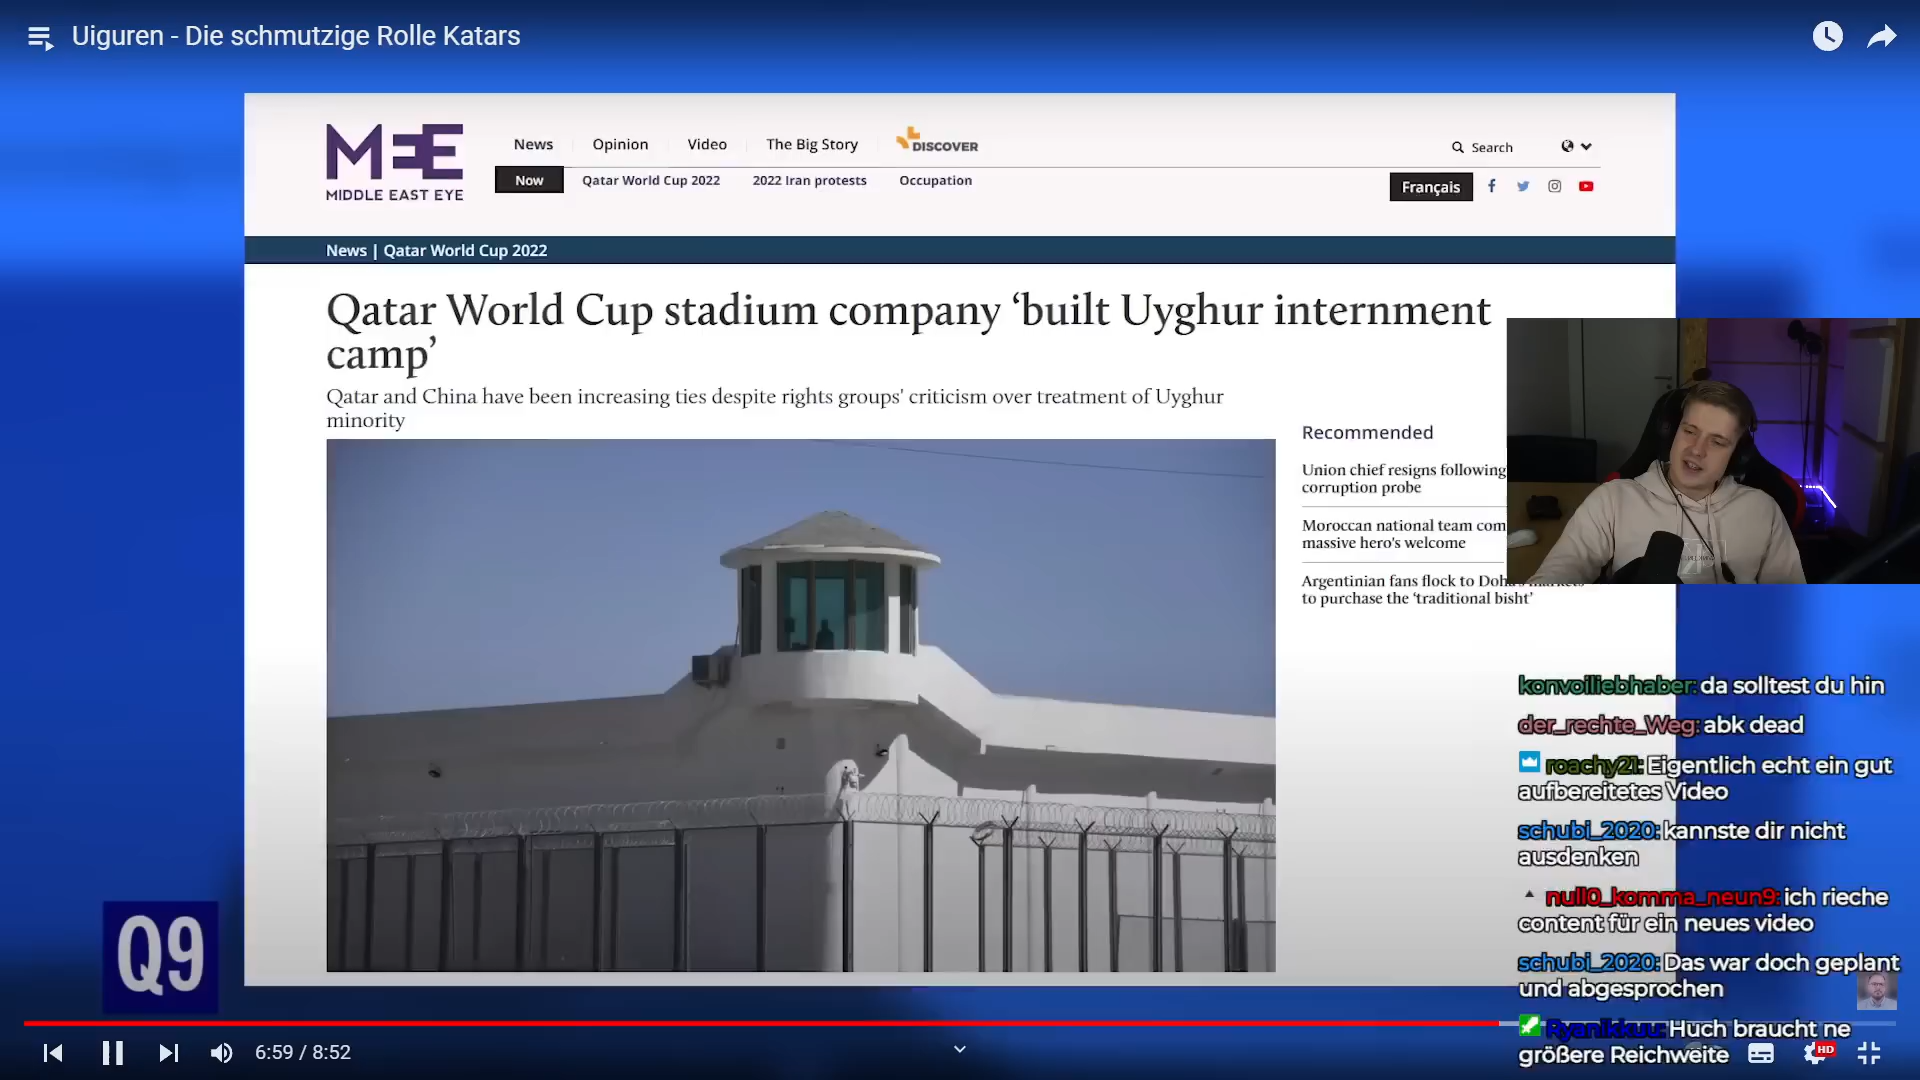 Uiguren - Die schmutzige Rolle Katars
MEE
MIDDLE EAST EYE
News
Opinion
Video
The Big Story
DISCOVER
Search
Now
Qatar World Cup 2022
2022 Iran protests
Occupation
Français
News | Qatar World Cup 2022
Qatar World Cup stadium company ‘built Uyghur internment
camp’
Qatar and China have been increasing ties despite rights groups' criticism over treatment of Uyghur
minority
Recommended
Union chief resigns following
corruption probe
Moroccan national team com
massive hero's welcome
Argentinian fans flock to Doha's markets
to purchase the ‘traditional bisht’
konvoiliebhaber: da solltest du hin
der_rechte_Weg: abk dead
roachy21: Eigentlich echt ein gut
aufbereitetes Video
schubi_2020: kannste dir nicht
ausdenken
null0_komma_neun9: ich rieche
content für ein neues video
schubi_2020: Das war doch geplant
und abgesprochen
Ryanikkuu: Huch braucht ne
größere Reichweite
Q9
6:59 / 8:52
HD